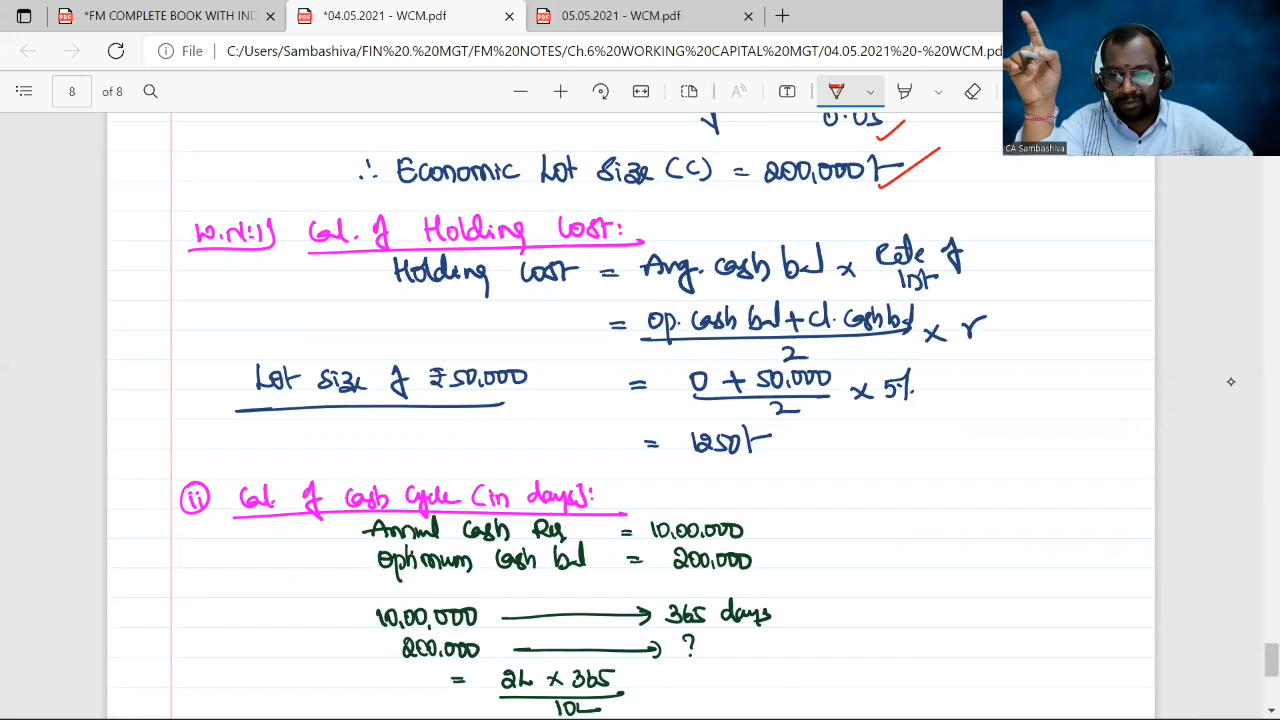 *FM COMPLETE BOOK WITH IND
*04.05.2021 - WCM.pdf
05.05.2021 - WCM.pdf
File C:/Users/Sambashiva/FIN%20.%20MGT/FM%20NOTES/Ch.6%20WORKING%20CAPITAL%20MGT/04.05.2021%20-%20WCM.pd
8 of 8
CA Sambashiva
√ 0.05
∴ Economic Lot Size (C) = 200,000/-
W.N:1) Cal. of Holding Cost:
Holding Cost = Avg. cash bal × Rate of Int
= Op. cash bal + Cl. cash bal / 2 × r
Lot size of ₹50,000 = 0 + 50,000 / 2 × 5%
= 1250/-
(ii) Cal. of Cash Cycle (in days):
Annual Cash Req = 10,00,000
Optimum Cash bal = 200,000
10,00,000 → 365 days
200,000 → ?
= 2L × 365
10L